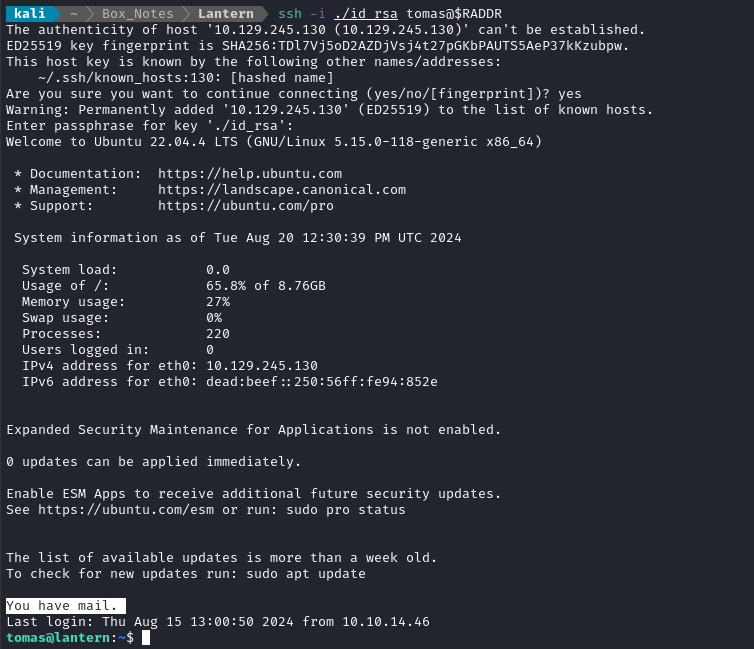 kali ~ Box_Notes Lantern ssh -i ./id_rsa tomas@$RADDR
The authenticity of host '10.129.245.130 (10.129.245.130)' can't be established.
ED25519 key fingerprint is SHA256:TDl7Vj5oD2AZDjVsj4t27pGKbPAUTS5AeP37kKzubpw.
This host key is known by the following other names/addresses:
    ~/.ssh/known_hosts:130: [hashed name]
Are you sure you want to continue connecting (yes/no/[fingerprint])? yes
Warning: Permanently added '10.129.245.130' (ED25519) to the list of known hosts.
Enter passphrase for key './id_rsa':
Welcome to Ubuntu 22.04.4 LTS (GNU/Linux 5.15.0-118-generic x86_64)
 * Documentation:  https://help.ubuntu.com
 * Management:     https://landscape.canonical.com
 * Support:        https://ubuntu.com/pro
 System information as of Tue Aug 20 12:30:39 PM UTC 2024
  System load:           0.0
  Usage of /:            65.8% of 8.76GB
  Memory usage:          27%
  Swap usage:            0%
  Processes:             220
  Users logged in:       0
  IPv4 address for eth0: 10.129.245.130
  IPv6 address for eth0: dead:beef::250:56ff:fe94:852e
Expanded Security Maintenance for Applications is not enabled.
0 updates can be applied immediately.
Enable ESM Apps to receive additional future security updates.
See https://ubuntu.com/esm or run: sudo pro status
The list of available updates is more than a week old.
To check for new updates run: sudo apt update
You have mail.
Last login: Thu Aug 15 13:00:50 2024 from 10.10.14.46
tomas@lantern:~$